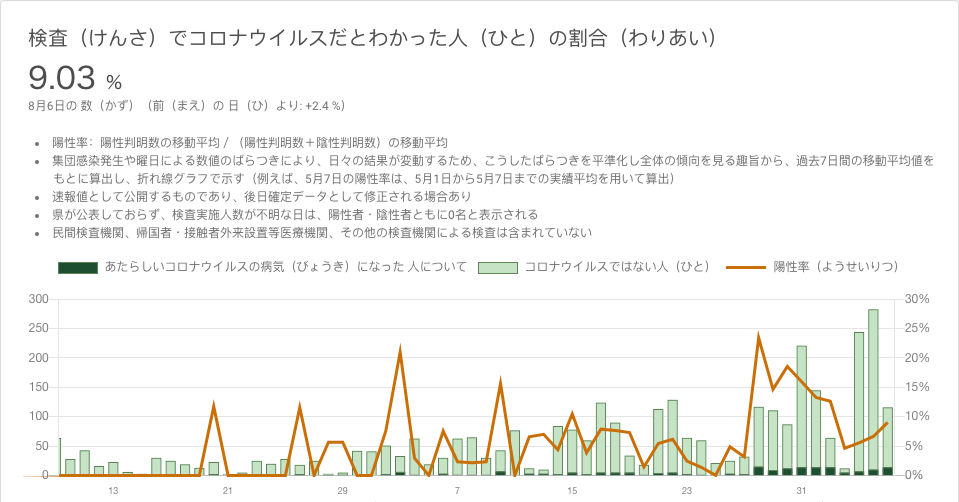 検査（けんさ）でコロナウイルスだとわかった人（ひと）の割合（わりあい）
9.03 %
8月6日の 数（かず）（前（まえ）の 日（ひ）より: +2.4 %）
• 陽性率：陽性判明数の移動平均 / （陽性判明数＋陰性判明数）の移動平均
• 集団感染発生や曜日による数値のばらつきにより、日々の結果が変動するため、こうしたばらつきを平準化し全体の傾向を見る趣旨から、過去7日間の移動平均値を
もとに算出し、折れ線グラフで示す（例えば、5月7日の陽性率は、5月1日から5月7日までの実績平均を用いて算出）
• 速報値として公開するものであり、後日確定データとして修正される場合あり
• 県が公表しておらず、検査実施人数が不明な日は、陽性者・陰性者ともに0名と表示される
• 民間検査機関、帰国者・接触者外来設置等医療機関、その他の検査機関による検査は含まれていない
あたらしいコロナウイルスの病気（びょうき）になった 人について コロナウイルスではない人（ひと） 陽性率（ようせいりつ）
300 30%
250 25%
200 20%
150 15%
100 10%
50 5%
0 0%
13 21 29 7 15 23 31